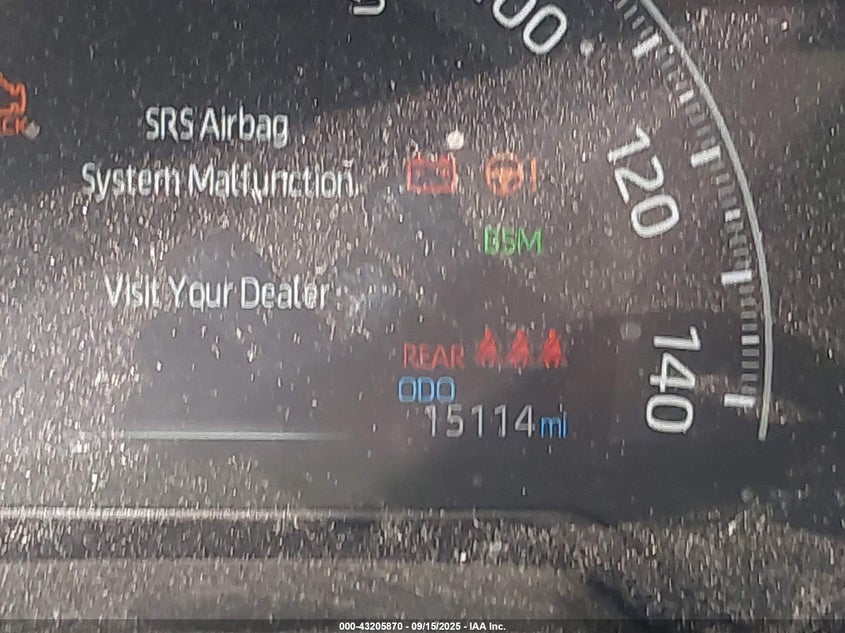 100
SRS Airbag
System Malfunction
120
BSM
Visit Your Dealer
REAR
140
ODO
15114 mi
000-43205870 - 09/15/2025 - IAA Inc.